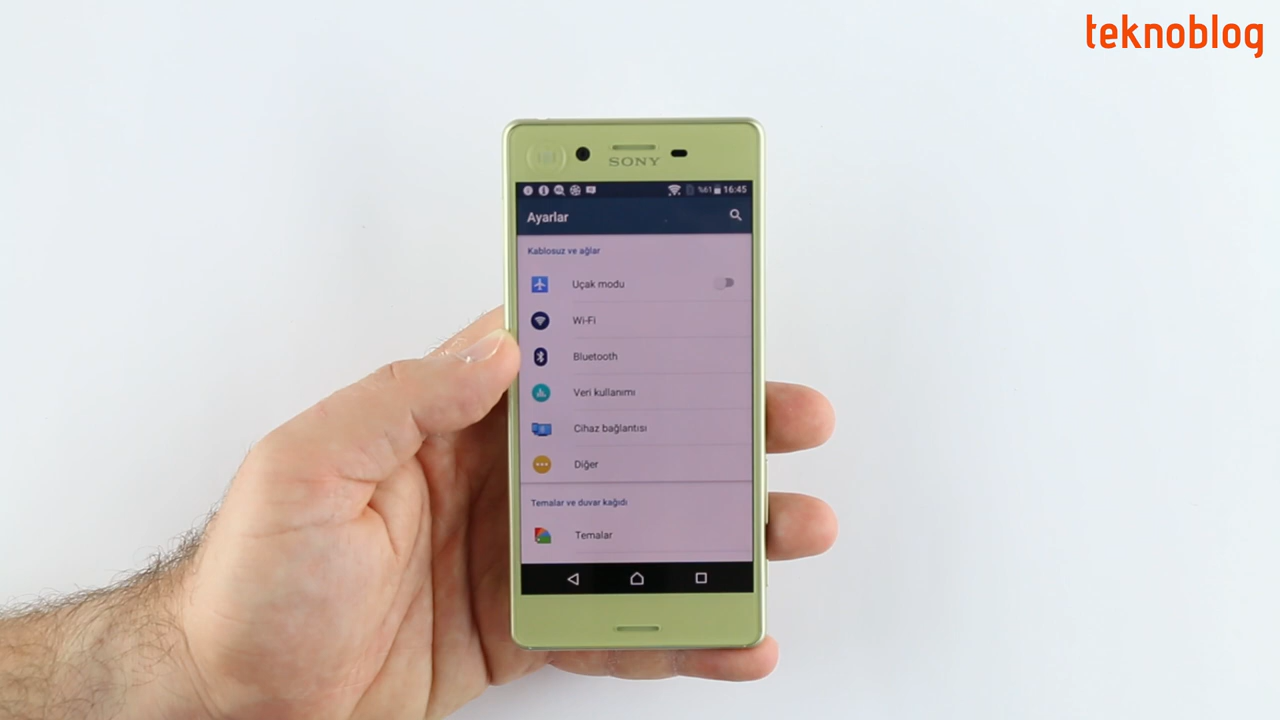 teknoblog
SONY
%61 16:45
Ayarlar
Kablosuz ve ağlar
Uçak modu
Wi-Fi
Bluetooth
Veri kullanımı
Cihaz bağlantısı
Diğer
Temalar ve duvar kağıdı
Temalar